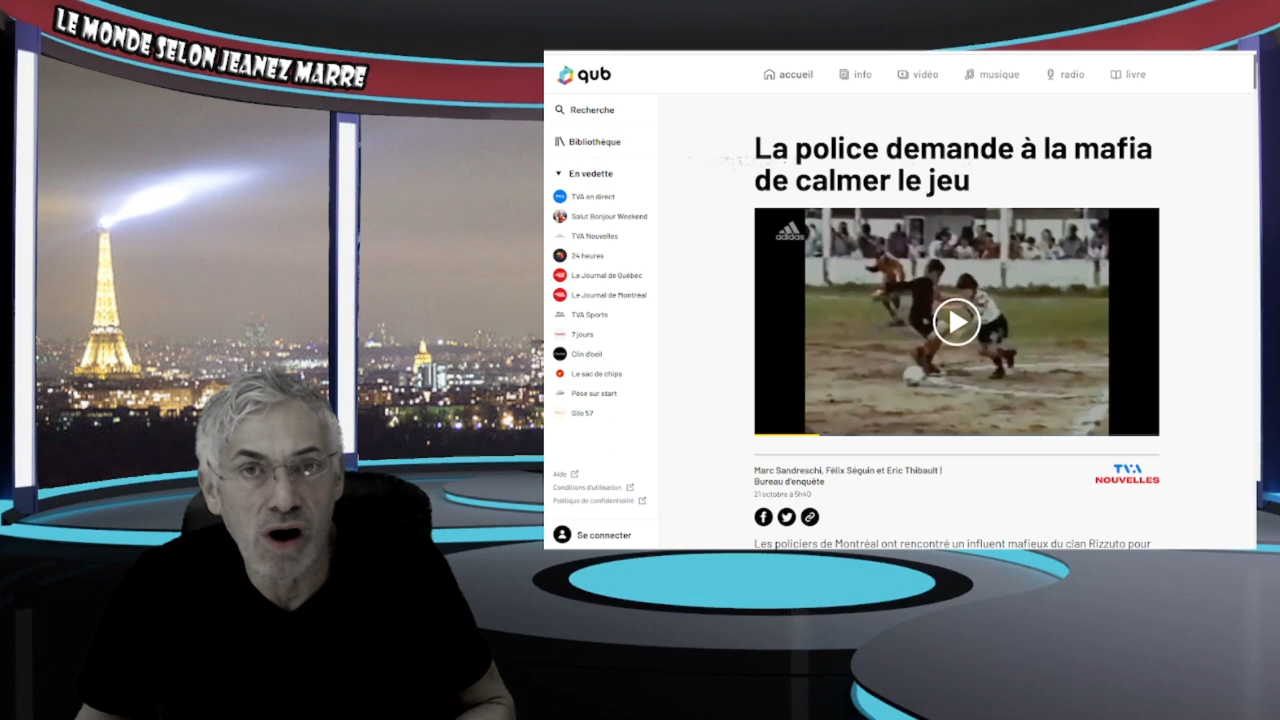 LE MONDE SELON JEANEZ MARRE
qub
accueil
info
vidéo
musique
radio
livre
Recherche
Bibliothèque
En vedette
TVA en direct
Salut Bonjour Weekend
TVA Nouvelles
24 heures
Le Journal de Québec
Le Journal de Montréal
TVA Sports
7 jours
Clin d'oeil
Le sac de chips
Pèse sur start
Silo 57
Aide
Conditions d'utilisation
Politique de confidentialité
Se connecter
La police demande à la mafia
de calmer le jeu
adidas
Marc Sandreschi, Félix Séguin et Eric Thibault |
Bureau d'enquête
21 octobre à 5h40
TVA
NOUVELLES
Les policiers de Montréal ont rencontré un influent mafieux du clan Rizzuto pour